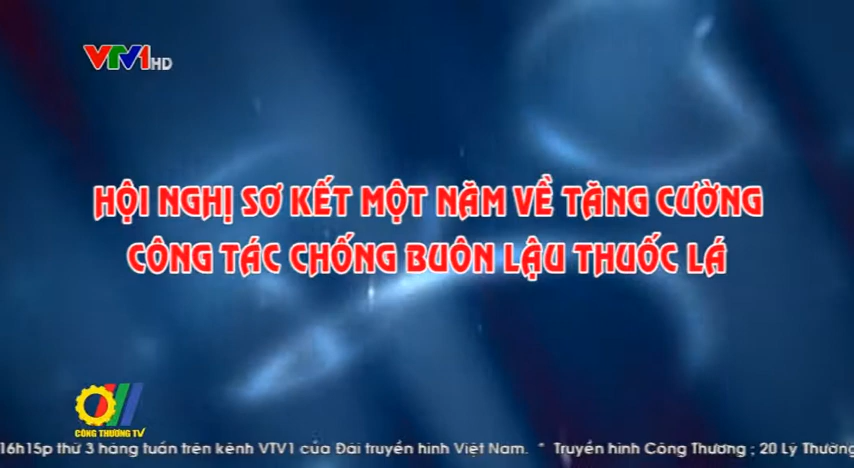 VTV1 HD
HỘI NGHỊ SƠ KẾT MỘT NĂM VỀ TĂNG CƯỜNG
CÔNG TÁC CHỐNG BUÔN LẬU THUỐC LÁ
CÔNG THƯƠNG TV
16h15p thứ 3 hàng tuần trên kênh VTV1 của Đài truyền hình Việt Nam. * Truyền hình Công Thương ; 20 Lý Thường